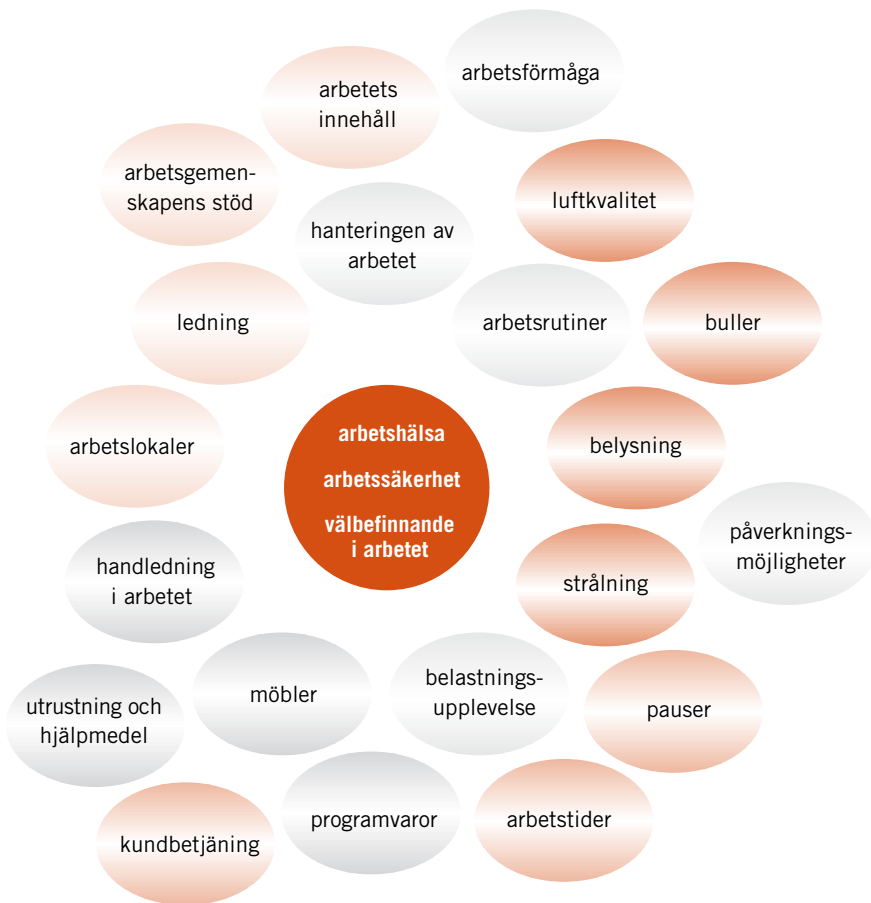 arbetsförmåga
arbetets
innehåll
arbetsgemen-
skapens stöd
luftkvalitet
hanteringen av
arbetet
ledning
arbetsrutiner
buller
arbetslokaler
arbetshälsa
arbetssäkerhet
välbefinnande
i arbetet
belysning
påverknings-
möjligheter
handledning
i arbetet
strålning
utrustning och
hjälpmedel
möbler
belastnings-
upplevelse
pauser
kundbetjäning
programvaror
arbetstider